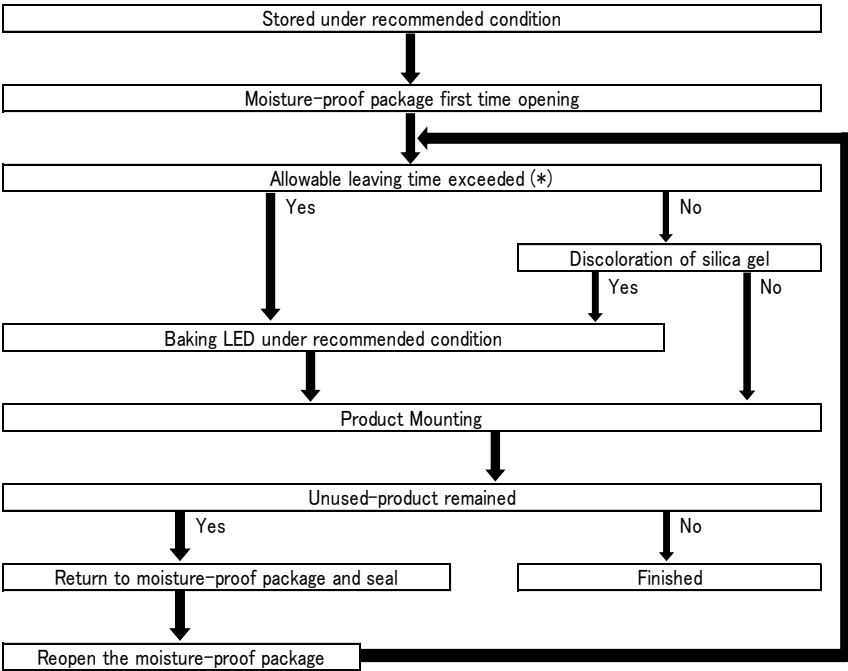 Stored under recommended condition
Moisture-proof package first time opening
Allowable leaving time exceeded (*)
Yes
No
Discoloration of silica gel
Yes
No
Baking LED under recommended condition
Product Mounting
Unused-product remained
Yes
No
Return to moisture-proof package and seal
Finished
Reopen the moisture-proof package